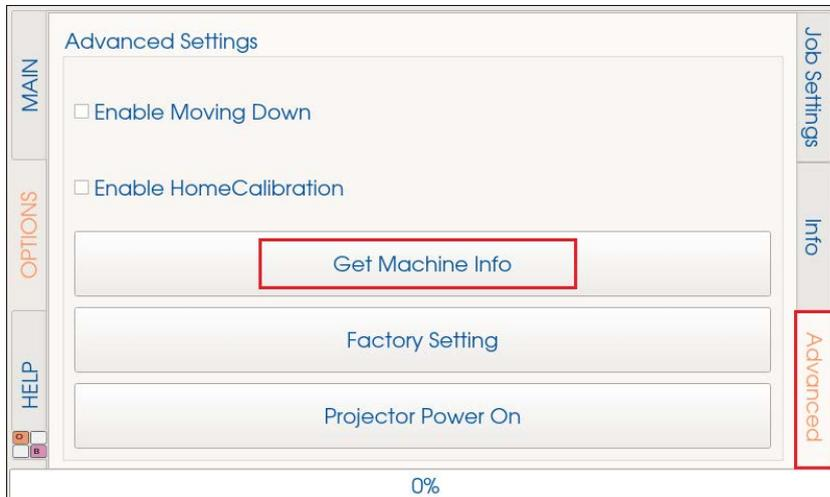 Advanced Settings
MAIN
OPTIONS
HELP
O
B
Enable Moving Down
Enable HomeCalibration
Get Machine Info
Factory Setting
Projector Power On
Job Settings
Info
Advanced
0%